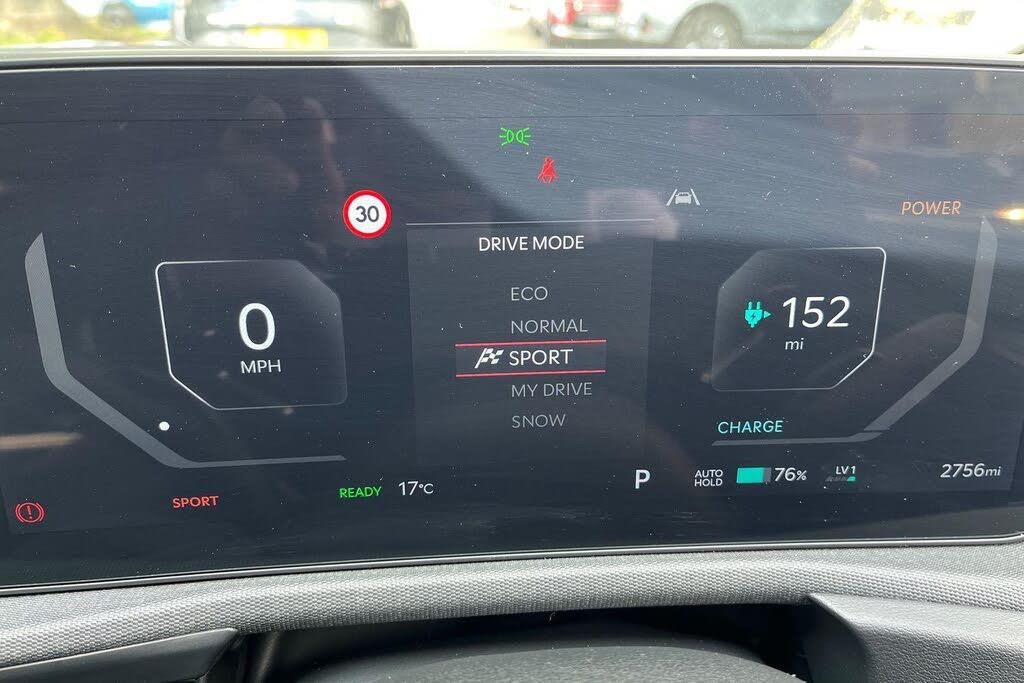 30
POWER
DRIVE MODE
ECO
NORMAL
SPORT
MY DRIVE
SNOW
0
MPH
152
mi
CHARGE
SPORT
READY
17°C
P
AUTO
HOLD
76%
LV1
2756mi